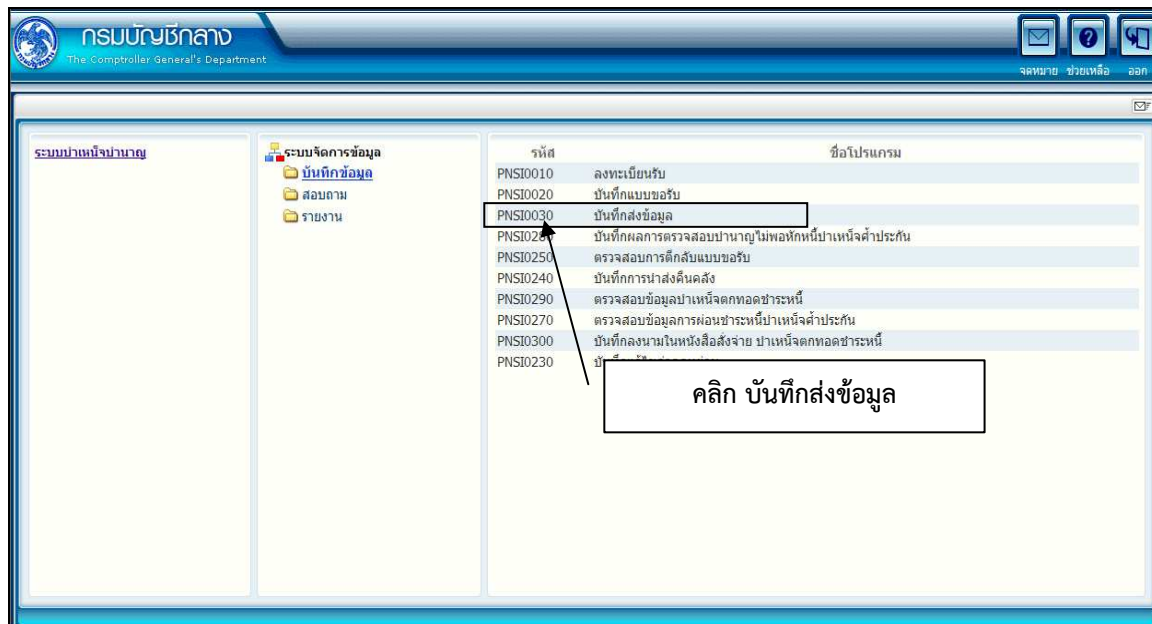 กรมบัญชีกลาง
The Comptroller General's Department
จดหมาย ช่วยเหลือ ออก
ระบบบำเหน็จบำนาญ
ระบบจัดการข้อมูล
บันทึกข้อมูล
สอบถาม
รายงาน
รหัส ชื่อโปรแกรม
PNSI0010 ลงทะเบียนรับ
PNSI0020 บันทึกแบบขอรับ
PNSI0030 บันทึกส่งข้อมูล
PNSI0280 บันทึกผลการตรวจสอบบำนาญไม่พอหักหนี้บำเหน็จค้ำประกัน
PNSI0250 ตรวจสอบการตีกลับแบบขอรับ
PNSI0240 บันทึกการนำส่งคืนคลัง
PNSI0290 ตรวจสอบข้อมูลบำเหน็จตกทอดชำระหนี้
PNSI0270 ตรวจสอบข้อมูลการผ่อนชำระหนี้บำเหน็จค้ำประกัน
PNSI0300 บันทึกลงนามในหนังสือสั่งจ่าย บำเหน็จตกทอดชำระหนี้
PNSI0230
คลิก บันทึกส่งข้อมูล